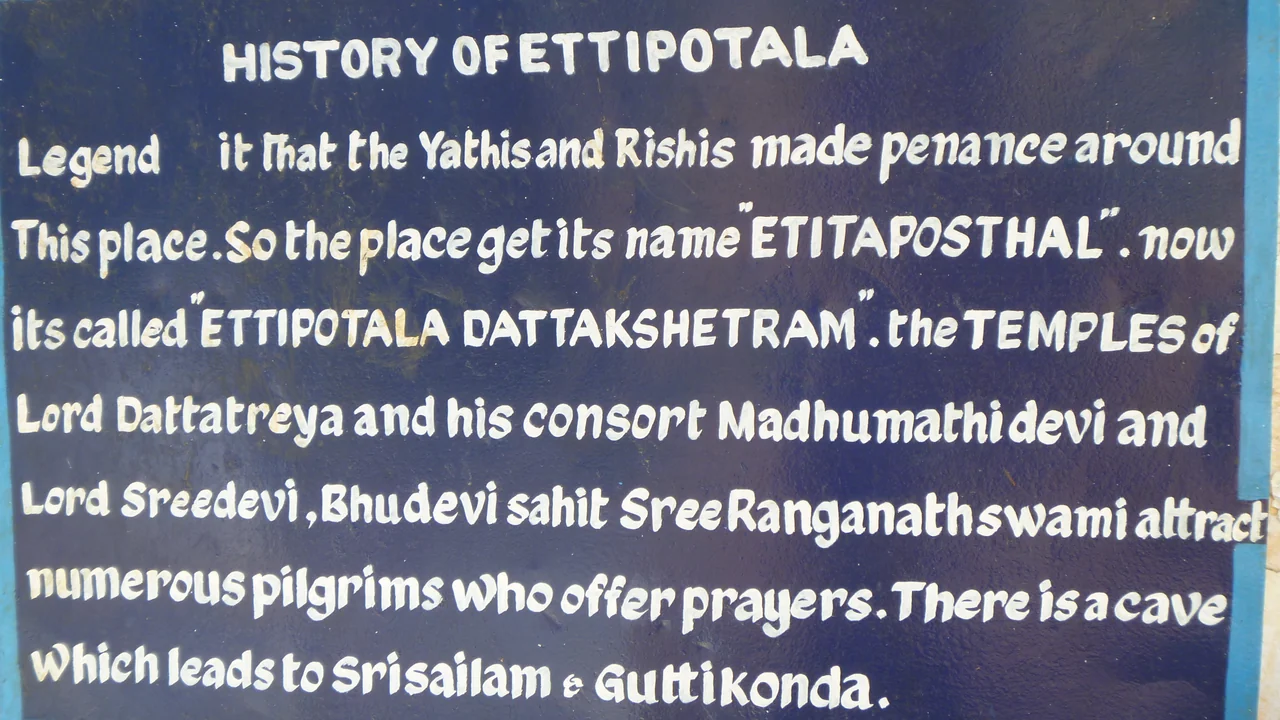 HISTORY OF ETTIPOTALA
Legend it that the Yathis and Rishis made penance around
This place. So the place get its name "ETITAPOSTHAL". now
its called "ETTIPOTALA DATTAKSHETRAM". the TEMPLES of
Lord Dattatreya and his consort Madhumathi devi and
Lord Sreedevi, Bhudevi sahit Sree Ranganath swami attract
numerous pilgrims who offer prayers. There is a cave
which leads to Srisailam & Guttikonda.